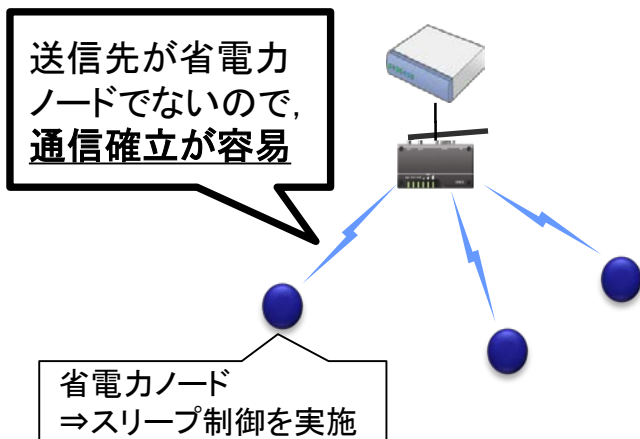 送信先が省電力
ノードでないので,
通信確立が容易
省電力ノード
⇒スリープ制御を実施